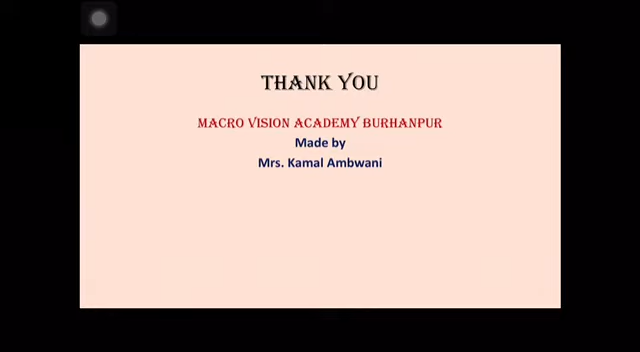 THANK YOU
MACRO VISION ACADEMY BURHANPUR
Made by
Mrs. Kamal Ambwani